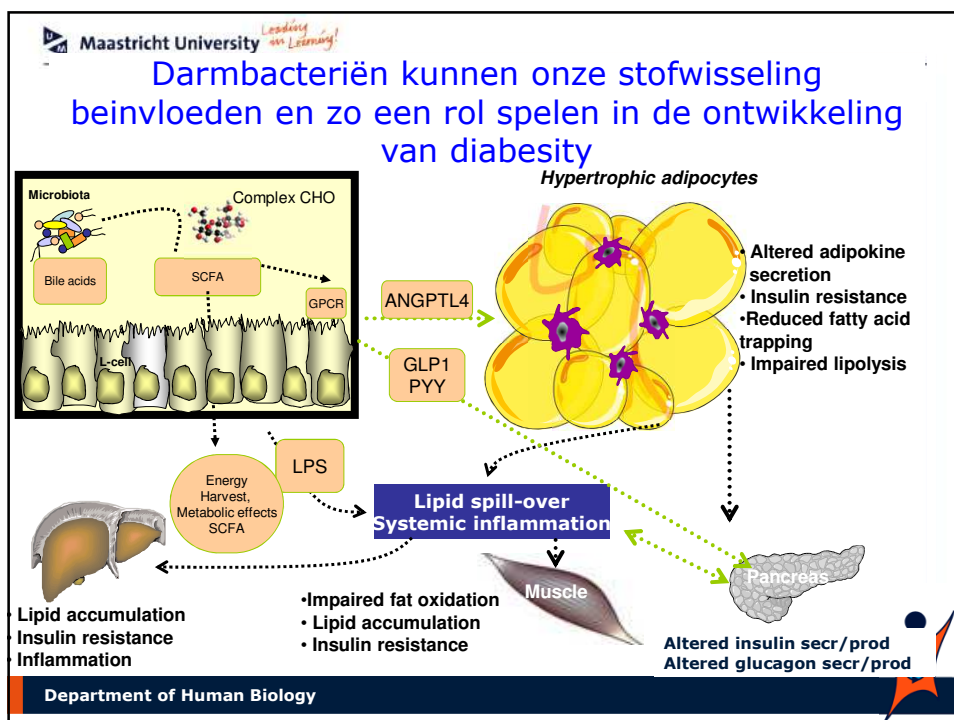 Maastricht University
Leading
in Learning!
Darmbacteriën kunnen onze stofwisseling
beinvloeden en zo een rol spelen in de ontwikkeling
van diabesity
Microbiota
Complex CHO
Bile acids
SCFA
GPCR
L-cell
ANGPTL4
GLP1
PYY
Hypertrophic adipocytes
• Altered adipokine
secretion
• Insulin resistance
•Reduced fatty acid
trapping
• Impaired lipolysis
LPS
Energy
Harvest,
Metabolic effects
SCFA
Lipid spill-over
Systemic inflammation
• Lipid accumulation
• Insulin resistance
• Inflammation
•Impaired fat oxidation
• Lipid accumulation
• Insulin resistance
Muscle
Pancreas
Altered insulin secr/prod
Altered glucagon secr/prod
Department of Human Biology